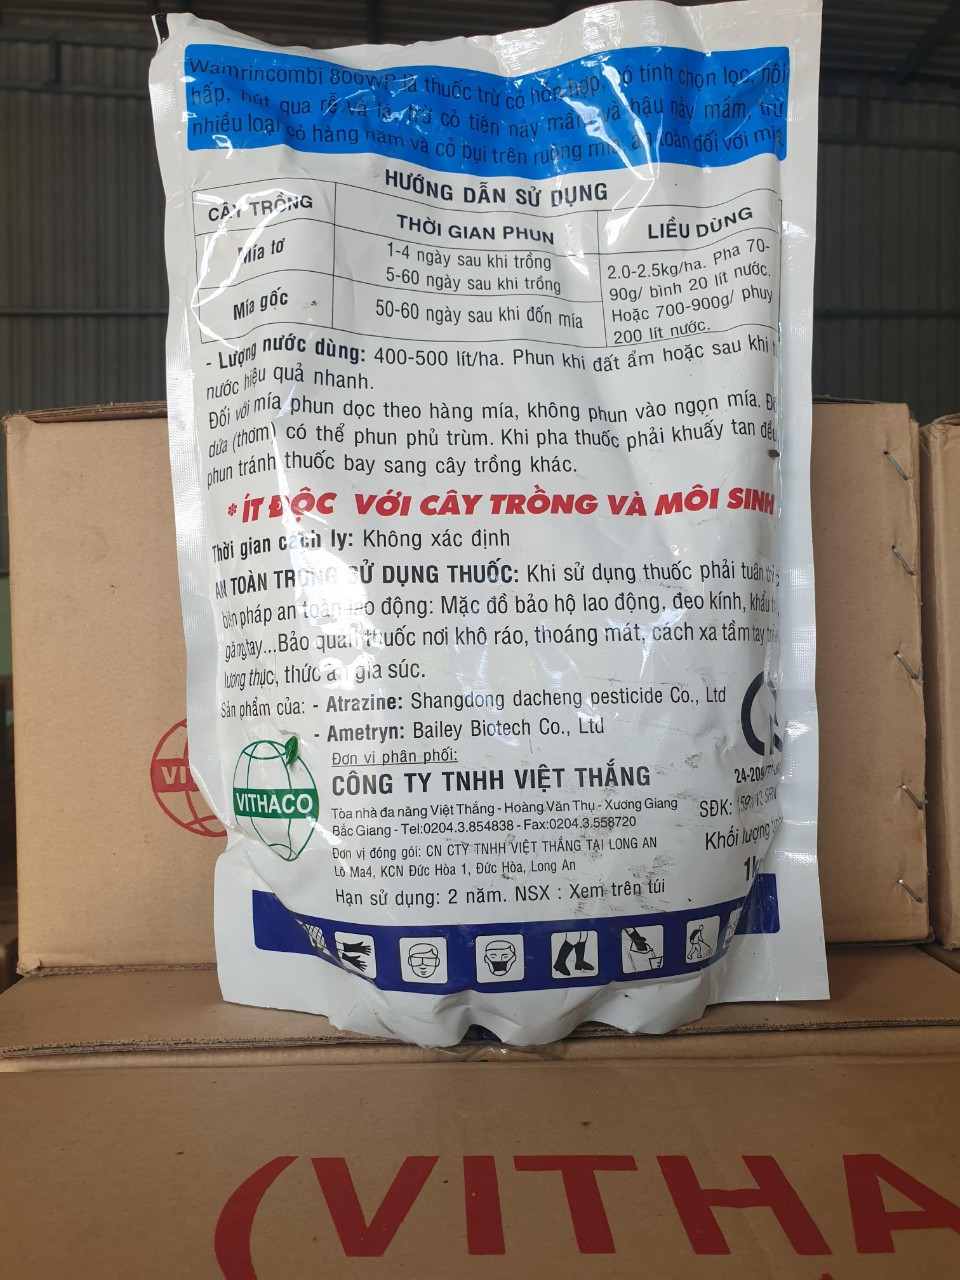 Wamrincombi 800WP là thuốc trừ cỏ hỗn hợp, có tính chọn lọc, nội
hấp, hút qua rễ và lá, trừ cỏ tiền nảy mầm và hậu nảy mầm, trừ
nhiều loại cỏ hàng năm và cỏ bụi trên ruộng mía, an toàn đối với mía
HƯỚNG DẪN SỬ DỤNG
CÂY TRỒNG
THỜI GIAN PHUN
LIỀU DÙNG
Mía tơ
1-4 ngày sau khi trồng
5-60 ngày sau khi trồng
Mía gốc
50-60 ngày sau khi đốn mía
2.0-2.5kg/ha. Pha 70-
90g/ bình 20 lít nước.
Hoặc 700-900g/ phuy
200 lít nước.
- Lượng nước dùng: 400-500 lít/ha. Phun khi đất ẩm hoặc sau khi
nước hiệu quả nhanh.
Đối với mía phun dọc theo hàng mía, không phun vào ngọn mía.
dứa (thơm) có thể phun phủ trùm. Khi pha thuốc phải khuấy tan đều
phun tránh thuốc bay sang cây trồng khác.
* ÍT ĐỘC VỚI CÂY TRỒNG VÀ MÔI SINH
Thời gian cách ly: Không xác định
AN TOÀN TRONG SỬ DỤNG THUỐC: Khi sử dụng thuốc phải tuân
biện pháp an toàn lao động: Mặc đồ bảo hộ lao động, đeo kính, khẩu
găng tay...Bảo quản thuốc nơi khô ráo, thoáng mát, cách xa tầm tay
lương thực, thức ăn gia súc.
Sản phẩm của: - Atrazine: Shangdong dacheng pesticide Co., Ltd
- Ametryn: Bailey Biotech Co., Ltd
Đơn vị phân phối:
CÔNG TY TNHH VIỆT THẮNG
VITHACO
Tòa nhà đa năng Việt Thắng - Hoàng Văn Thụ - Xương Giang
Bắc Giang - Tel:0204.3.854838 - Fax:0204.3.558720
Đơn vị đóng gói: CN CTY TNHH VIỆT THẮNG TẠI LONG AN
Lô Ma4, KCN Đức Hòa 1, Đức Hòa, Long An
Hạn sử dụng: 2 năm. NSX : Xem trên túi
SĐK:
Khối lượng
VI
(VITHA